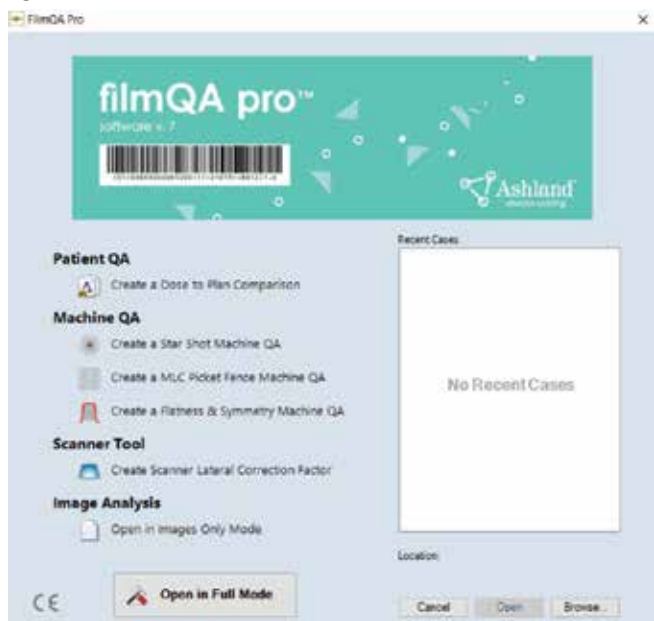 FilmQA Pro
filmQA pro™
software v. 7
Ashland
always solving
Patient QA
Create a Dose to Plan Comparison
Machine QA
Create a Star Shot Machine QA
Create a MLC Picket Fence Machine QA
Create a Flatness & Symmetry Machine QA
Scanner Tool
Create Scanner Lateral Correction Factor
Image Analysis
Open in Images Only Mode
CE
Open in Full Mode
Recent Cases
No Recent Cases
Location:
Cancel
Open
Browse...